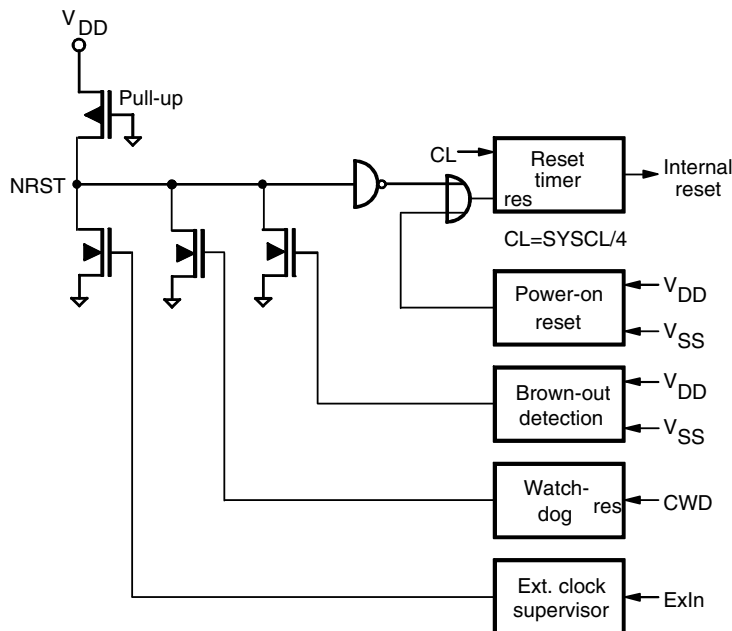 VDD
Pull-up
NRST
CL
Reset
timer
res
Internal
reset
CL=SYSCL/4
Power-on
reset
VDD
VSS
Brown-out
detection
VDD
VSS
Watch-
dog
res
CWD
Ext. clock
supervisor
ExIn